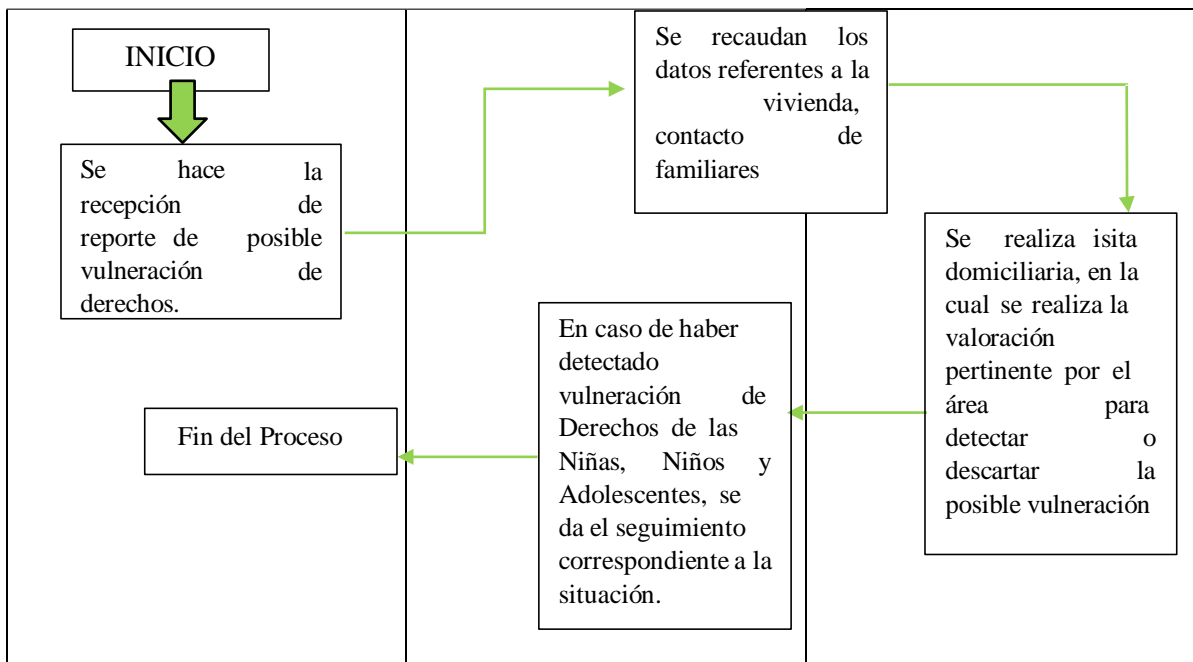 INICIO
Se hace la
recepción de
reporte de posible
vulneración de
derechos.
Se recaudan los
datos referentes a la
vivienda,
contacto de
familiares
Se realiza isita
domiciliaria, en la
cual se realiza la
valoración
pertinente por el
área para
detectar o
descartar la
posible vulneración
En caso de haber
detectado
vulneración de
Derechos de las
Niñas, Niños y
Adolescentes, se
da el seguimiento
correspondiente a la
situación.
Fin del Proceso